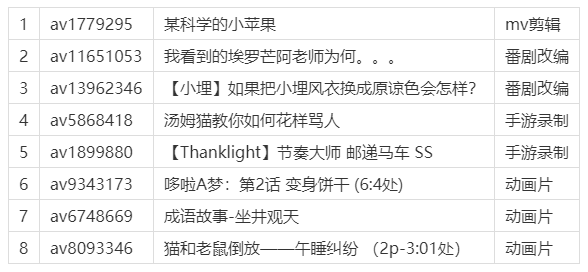 1 av1779295 某科学的小苹果 mv剪辑
2 av11651053 我看到的埃罗芒阿老师为何。。。 番剧改编
3 av13962346 【小埋】如果把小埋风衣换成原谅色会怎样? 番剧改编
4 av5868418 汤姆猫教你如何花样骂人 手游录制
5 av1899880 【Thanklight】节奏大师 邮递马车 SS 手游录制
6 av9343173 哆啦A梦：第2话 变身饼干 (6:4处) 动画片
7 av6748669 成语故事-坐井观天 动画片
8 av8093346 猫和老鼠倒放——午睡纠纷 （2p-3:01处） 动画片